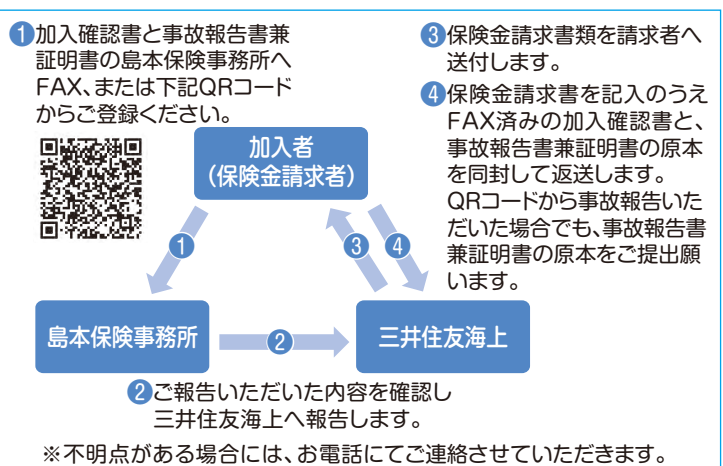 ①加入確認書と事故報告書兼
証明書の島本保険事務所へ
FAX、または下記QRコード
からご登録ください。
③保険金請求書類を請求者へ
送付します。
④保険金請求書を記入のうえ
FAX済みの加入確認書と、
事故報告書兼証明書の原本
を同封して返送します。
QRコードから事故報告いた
だいた場合でも、事故報告書
兼証明書の原本をご提出願
います。
加入者
（保険金請求者）
①
③
④
島本保険事務所
②
三井住友海上
②ご報告いただいた内容を確認し
三井住友海上へ報告します。
※不明点がある場合には、お電話にてご連絡させていただきます。